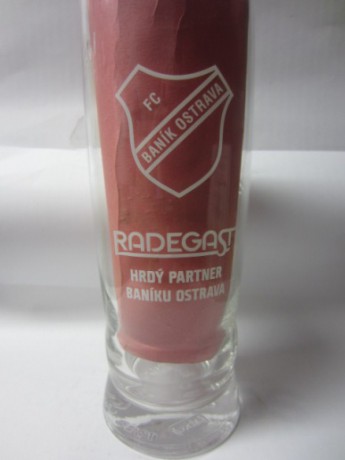 FC
BANÍK OSTRAVA
RADEGAST
HRDÝ PARTNER
BANÍKU OSTRAVA